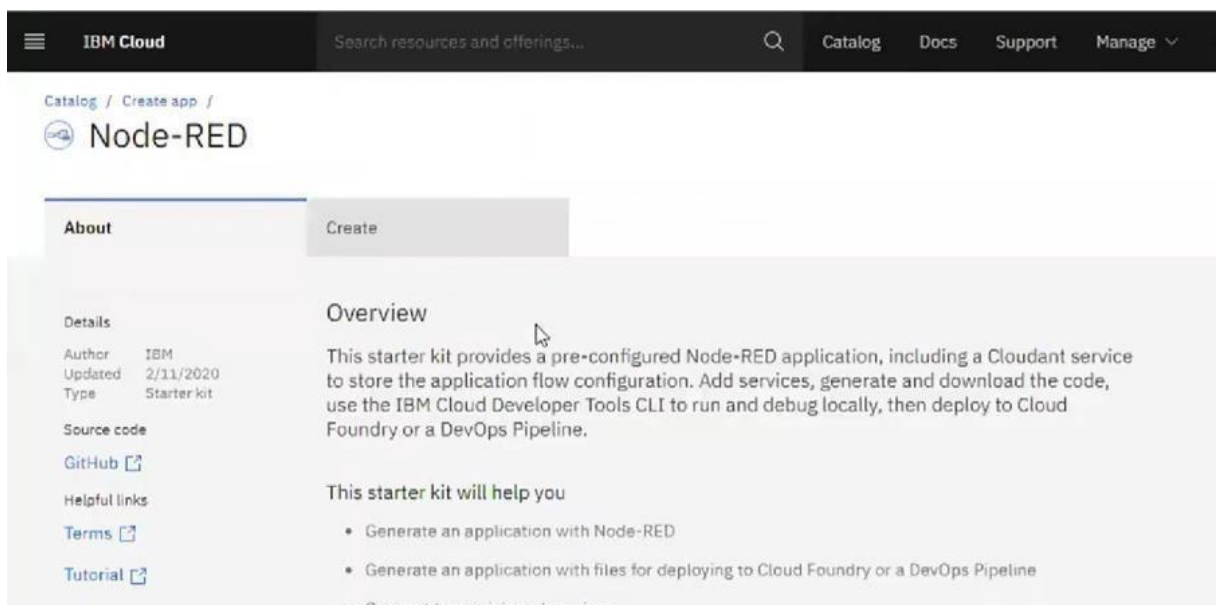 IBM Cloud
Search resources and offerings...
Catalog
Docs
Support
Manage
Catalog / Create app /
Node-RED
About
Create
Details
Author IBM
Updated 2/11/2020
Type Starter kit
Source code
GitHub
Helpful links
Terms
Tutorial
Overview
This starter kit provides a pre-configured Node-RED application, including a Cloudant service
to store the application flow configuration. Add services, generate and download the code,
use the IBM Cloud Developer Tools CLI to run and debug locally, then deploy to Cloud
Foundry or a DevOps Pipeline.
This starter kit will help you
• Generate an application with Node-RED
• Generate an application with files for deploying to Cloud Foundry or a DevOps Pipeline